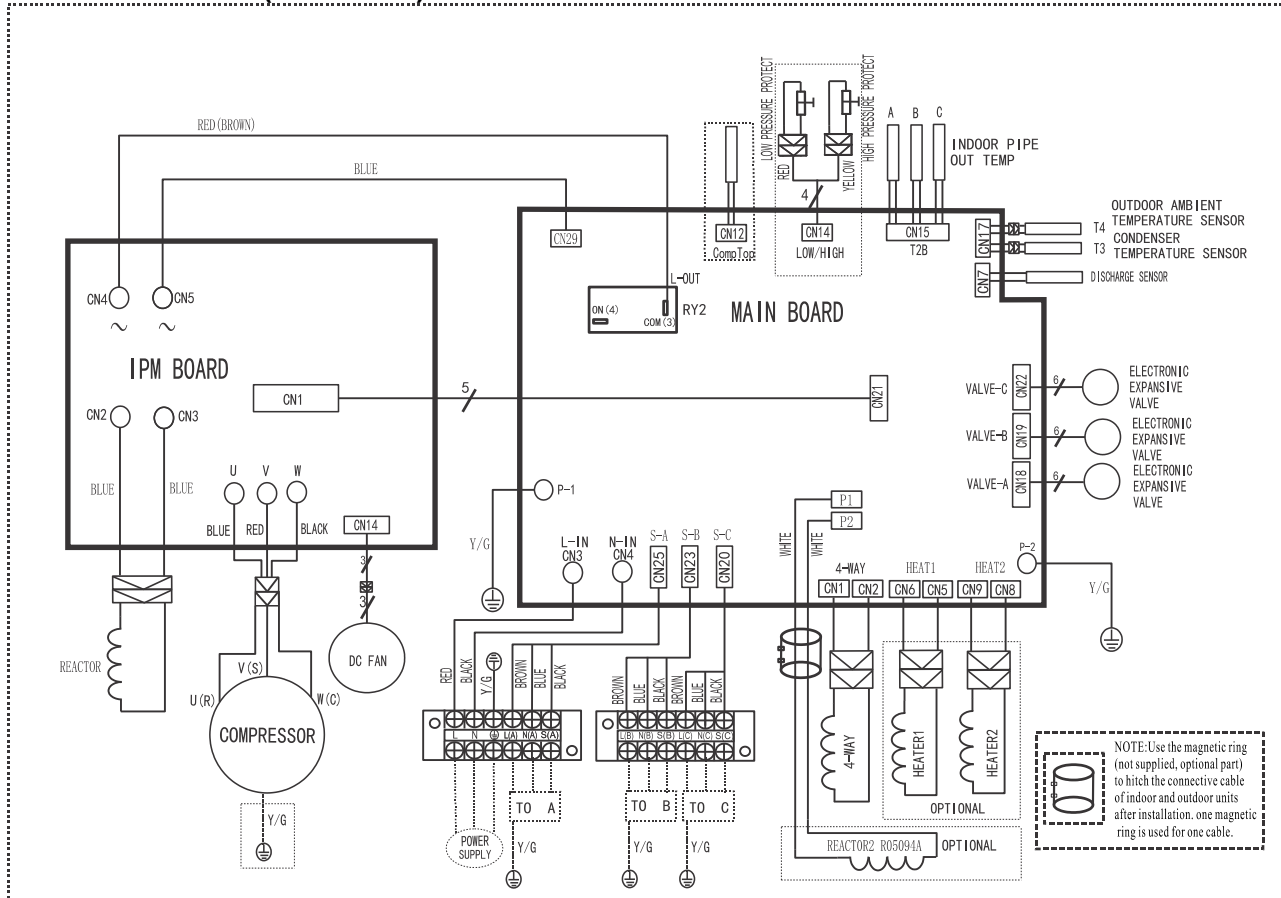 RED(BROWN)
BLUE
LOW PRESSURE PROTECT
HIGH PRESSURE PROTECT
RED
YELLOW
4
CN12
CompTop
CN14
LOW/HIGH
A B C
INDOOR PIPE
OUT TEMP
CN15
T2B
CN17
T4
OUTDOOR AMBIENT
TEMPERATURE SENSOR
T3
CONDENSER
TEMPERATURE SENSOR
CN7
DISCHARGE SENSOR
CN29
L-OUT
ON(4)
COM(3)
RY2
MAIN BOARD
CN4
CN5
IPM BOARD
CN1
5
CN21
CN2
CN3
BLUE
BLUE
U V W
BLUE
RED
BLACK
CN14
3
3
DC FAN
REACTOR
U(R)
V(S)
W(C)
COMPRESSOR
Y/G
VALVE-C
CN22
6
ELECTRONIC
EXPANSIVE
VALVE
VALVE-B
CN19
6
ELECTRONIC
EXPANSIVE
VALVE
VALVE-A
CN18
6
ELECTRONIC
EXPANSIVE
VALVE
P-1
Y/G
L-IN
CN3
N-IN
CN4
S-A
CN25
S-B
CN23
S-C
CN20
P1
P2
WHITE
WHITE
4-WAY
CN1 CN2
HEAT1
CN6 CN5
HEAT2
CN9 CN8
P-2
Y/G
RED
BLACK
Y/G
BROWN
BLUE
BLACK
BROWN
BLUE
BLACK
BROWN
BLUE
BLACK
L N L(A) N(A) S(A)
L(B) N(B) S(B) L(C) N(C) S(C)
POWER
SUPPLY
TO A
Y/G
TO B
Y/G
TO C
Y/G
4-WAY
HEATER1
HEATER2
OPTIONAL
REACTOR2 R05094A
OPTIONAL
NOTE:Use the magnetic ring
(not supplied, optional part)
to hitch the connective cable
of indoor and outdoor units
after installation. one magnetic
ring is used for one cable.